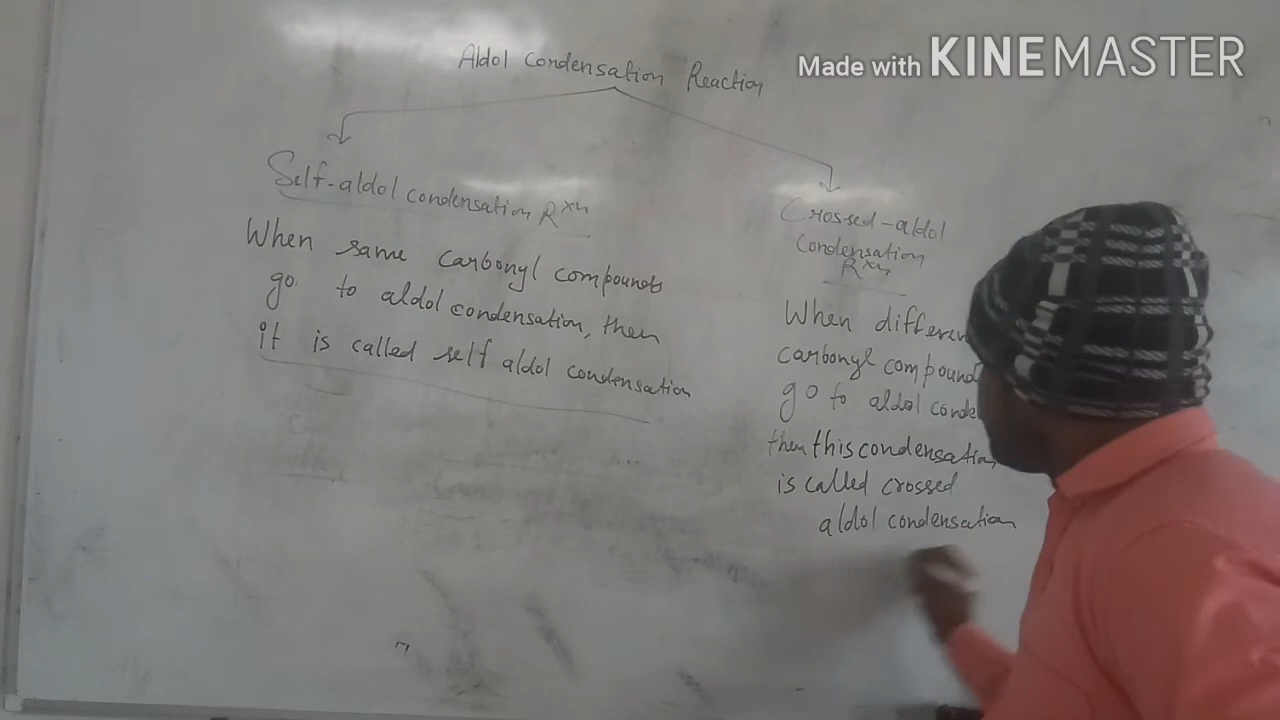 Made with KINEMASTER
Aldol Condensation Reaction
Self-aldol condensation Rxn
When same carbonyl compounds
go to aldol condensation, then
it is called self aldol condensation
Crossed-aldol
Condensation
Rxn
When differen
carbonyl compound
go to aldol conde
then this condensation
is called crossed
aldol condensation